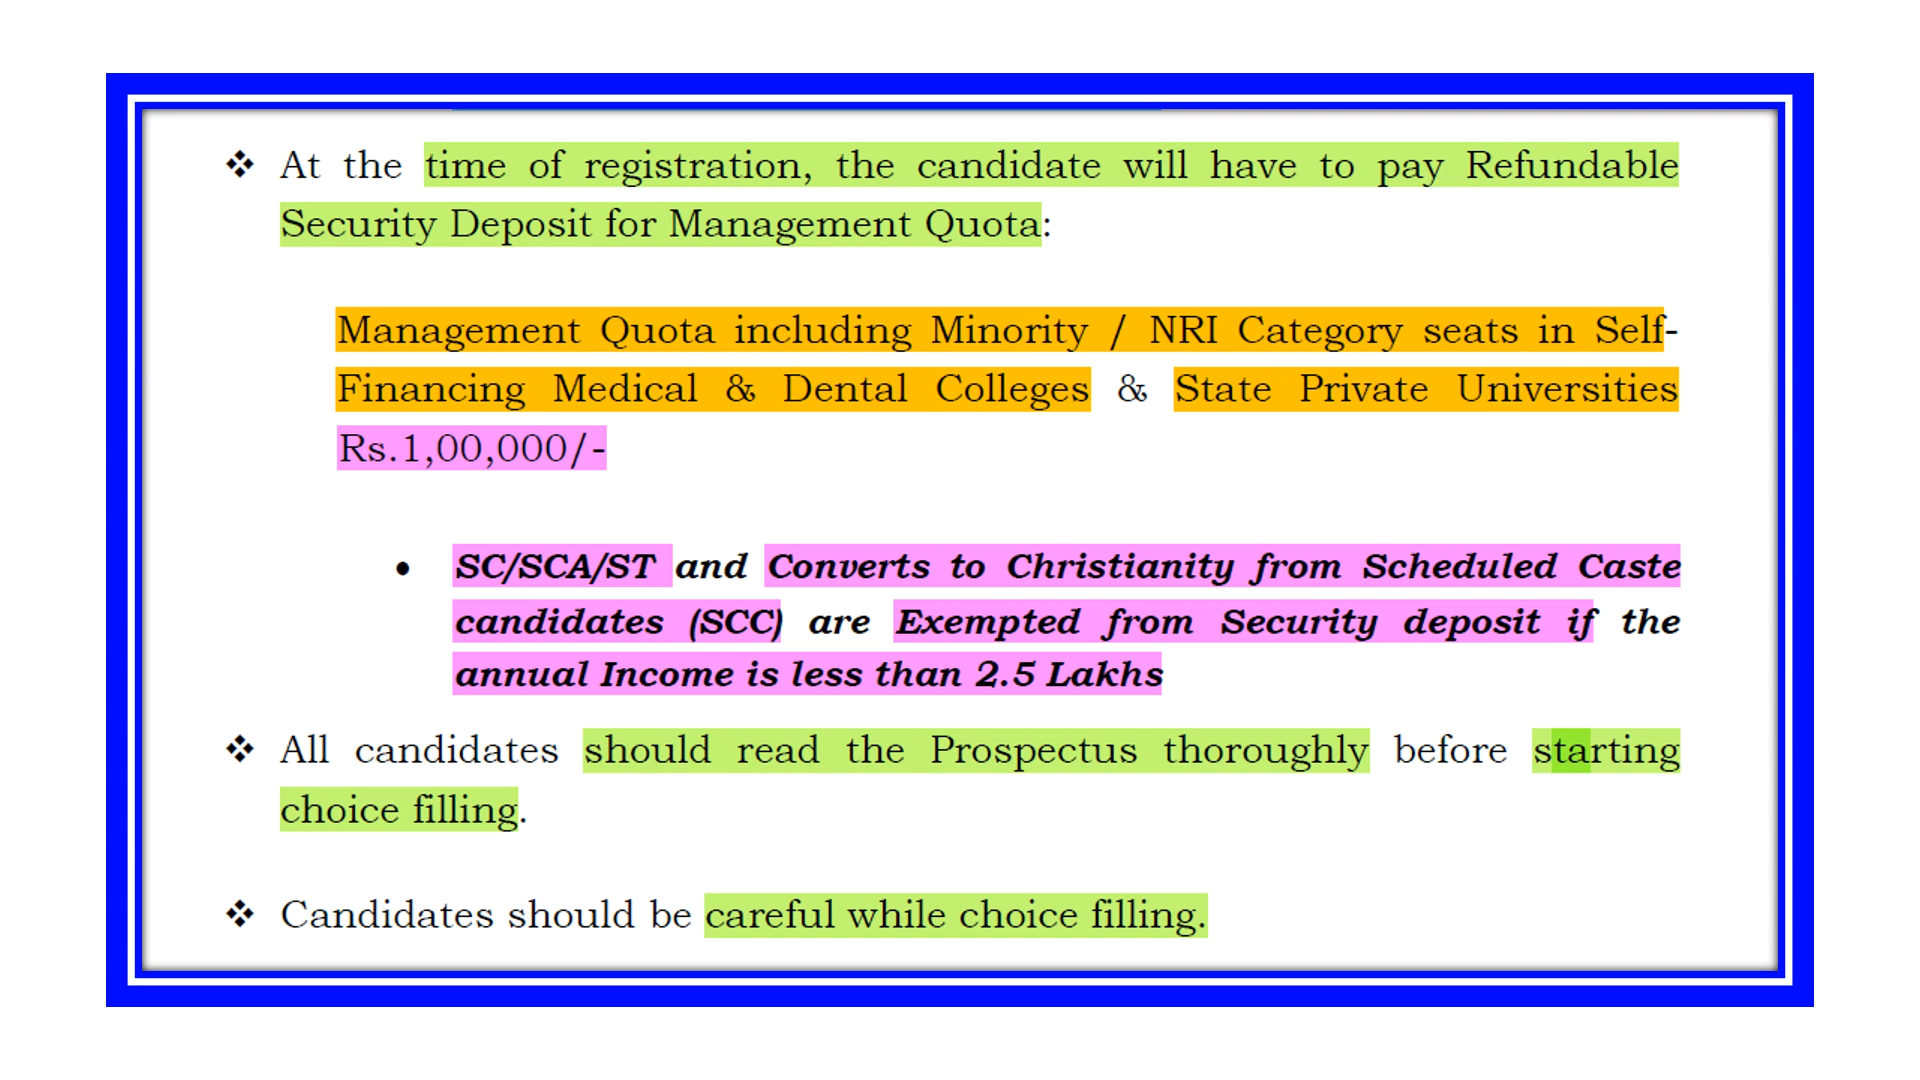 ❖ At the time of registration, the candidate will have to pay Refundable
Security Deposit for Management Quota:
Management Quota including Minority / NRI Category seats in Self-
Financing Medical & Dental Colleges & State Private Universities
Rs.1,00,000/-
• SC/SCA/ST and Converts to Christianity from Scheduled Caste
candidates (SCC) are Exempted from Security deposit if the
annual Income is less than 2.5 Lakhs
❖ All candidates should read the Prospectus thoroughly before starting
choice filling.
❖ Candidates should be careful while choice filling.